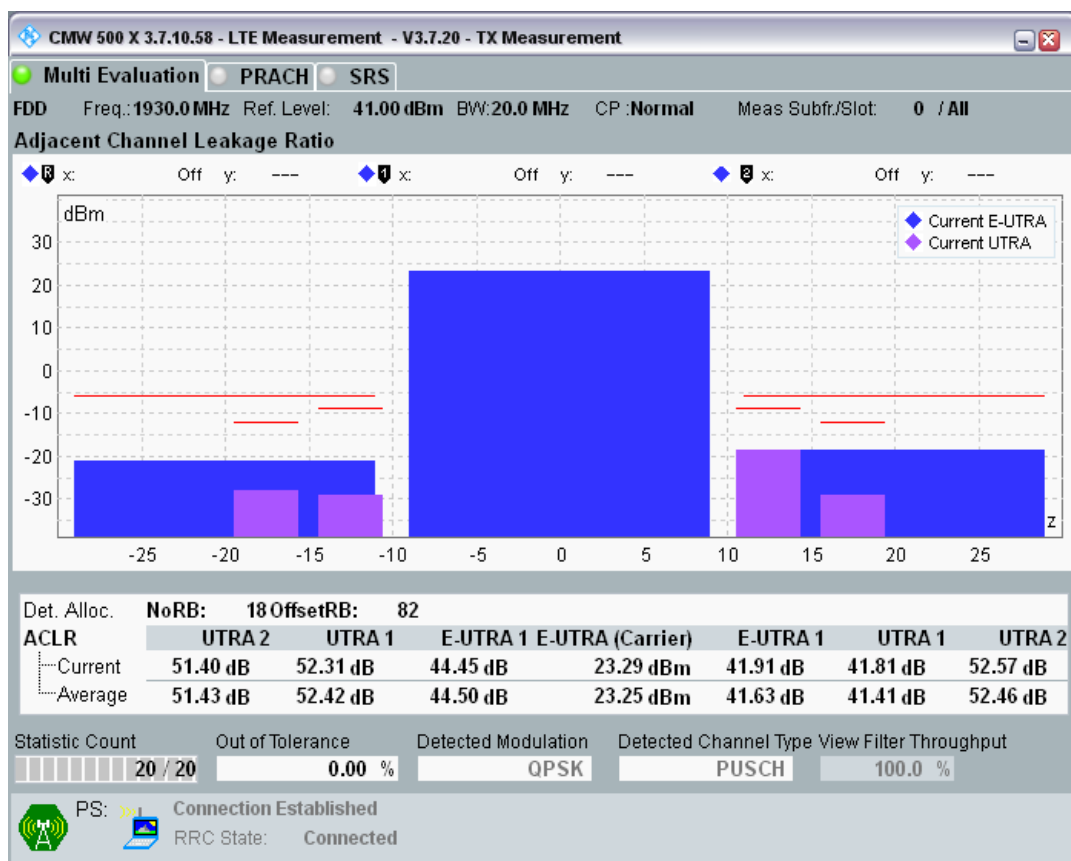 CMW 500 X 3.7.10.58 - LTE Measurement - V3.7.20 - TX Measurement
Multi Evaluation PRACH SRS
FDD Freq.: 1930.0 MHz Ref. Level: 41.00 dBm BW: 20.0 MHz CP : Normal Meas Subfr./Slot: 0 / All
Adjacent Channel Leakage Ratio
R x: Off y: --- 1 x: Off y: --- 2 x: Off y: ---
dBm
Current E-UTRA
Current UTRA
30
20
10
0
-10
-20
-30
z
-25 -20 -15 -10 -5 0 5 10 15 20 25
Det. Alloc. NoRB: 18 OffsetRB: 82
ACLR UTRA 2 UTRA 1 E-UTRA 1 E-UTRA (Carrier) E-UTRA 1 UTRA 1 UTRA 2
Current 51.40 dB 52.31 dB 44.45 dB 23.29 dBm 41.91 dB 41.81 dB 52.57 dB
Average 51.43 dB 52.42 dB 44.50 dB 23.25 dBm 41.63 dB 41.41 dB 52.46 dB
Statistic Count Out of Tolerance Detected Modulation Detected Channel Type View Filter Throughput
20 / 20 0.00 % QPSK PUSCH 100.0 %
PS: Connection Established
RRC State: Connected